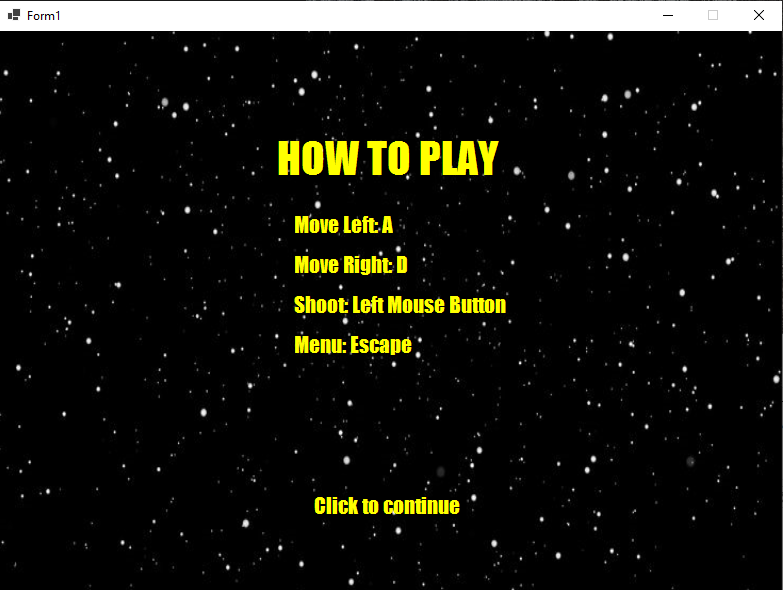 Form1
HOW TO PLAY
Move Left: A
Move Right: D
Shoot: Left Mouse Button
Menu: Escape
Click to continue